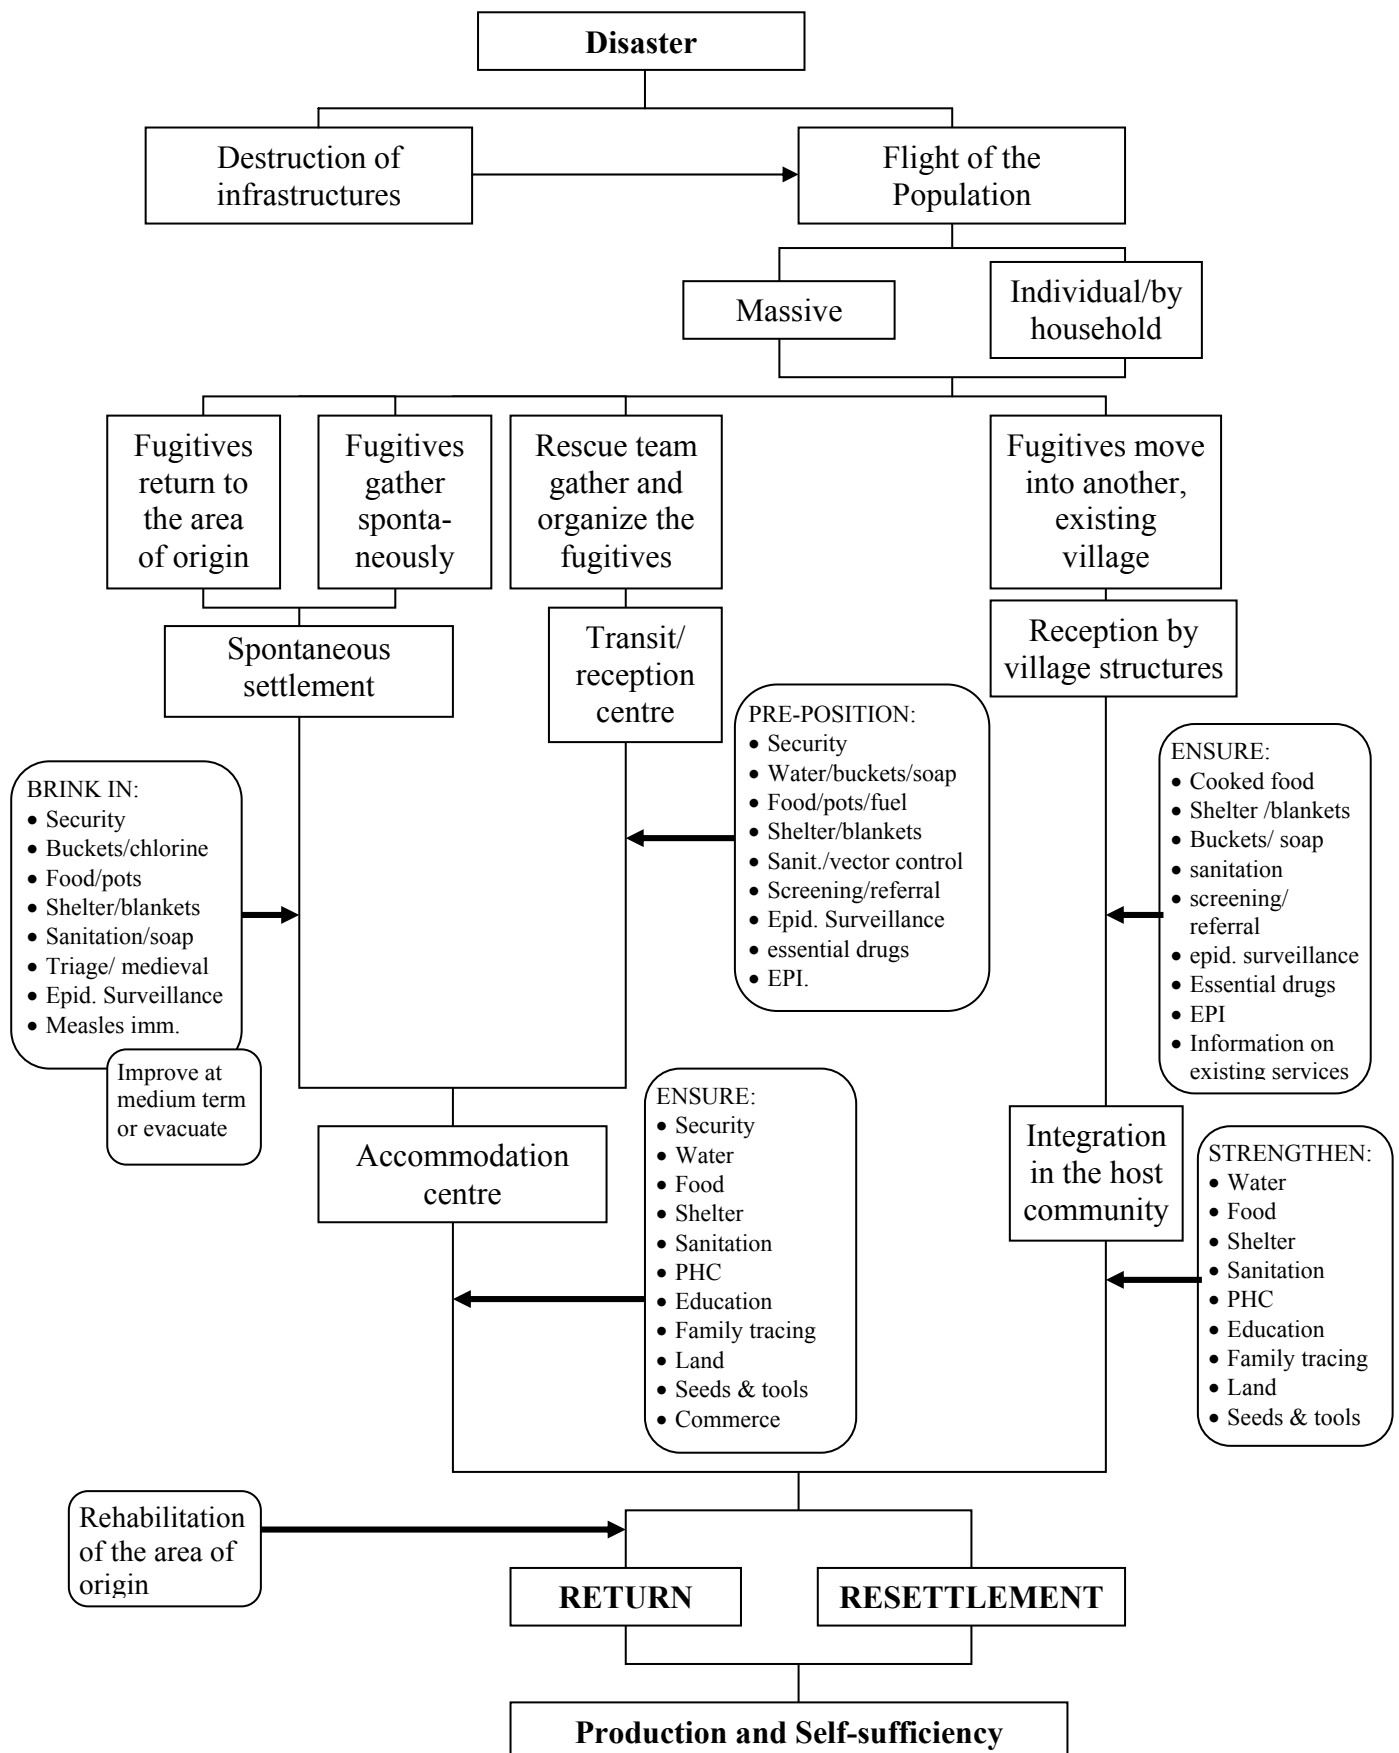 Disaster
Destruction of
infrastructures
Flight of the
Population
Massive
Individual/by
household
Fugitives
return to
the area
of origin
Fugitives
gather
sponta-
neously
Rescue team
gather and
organize the
fugitives
Fugitives move
into another,
existing
village
Spontaneous
settlement
Transit/
reception
centre
Reception by
village structures
BRINK IN:
• Security
• Buckets/chlorine
• Food/pots
• Shelter/blankets
• Sanitation/soap
• Triage/ medieval
• Epid. Surveillance
• Measles imm.
Improve at
medium term
or evacuate
PRE-POSITION:
• Security
• Water/buckets/soap
• Food/pots/fuel
• Shelter/blankets
• Sanit./vector control
• Screening/referral
• Epid. Surveillance
• essential drugs
• EPI.
ENSURE:
• Cooked food
• Shelter /blankets
• Buckets/ soap
• sanitation
• screening/
referral
• epid. surveillance
• Essential drugs
• EPI
• Information on
existing services
Accommodation
centre
ENSURE:
• Security
• Water
• Food
• Shelter
• Sanitation
• PHC
• Education
• Family tracing
• Land
• Seeds & tools
• Commerce
Integration
in the host
community
STRENGTHEN:
• Water
• Food
• Shelter
• Sanitation
• PHC
• Education
• Family tracing
• Land
• Seeds & tools
Rehabilitation
of the area of
origin
RETURN
RESETTLEMENT
Production and Self-sufficiency